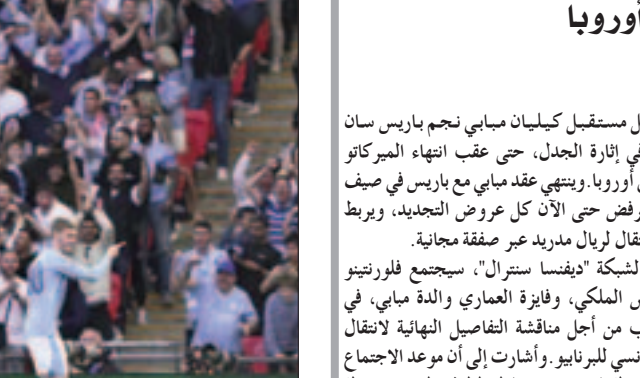 أوروبا
مستقبل كيليان مبابي نجم باريس سان
في إثارة الجدل، حتى عقب انتهاء الميركاتو
أوروبا. وينتهي عقد مبابي مع باريس في صيف
رفض حتى الآن كل عروض التجديد، ويربط
لريال مدريد عبر صفقة مجانية.
لشبكة "ديفنسا سنترال"، سيجتمع فلورنتينو
الملكي، وفايزة العماري والدة مبابي، في
من أجل مناقشة التفاصيل النهائية لانتقال
للبرنابيو. وأشارت إلى أن موعد الاجتماع